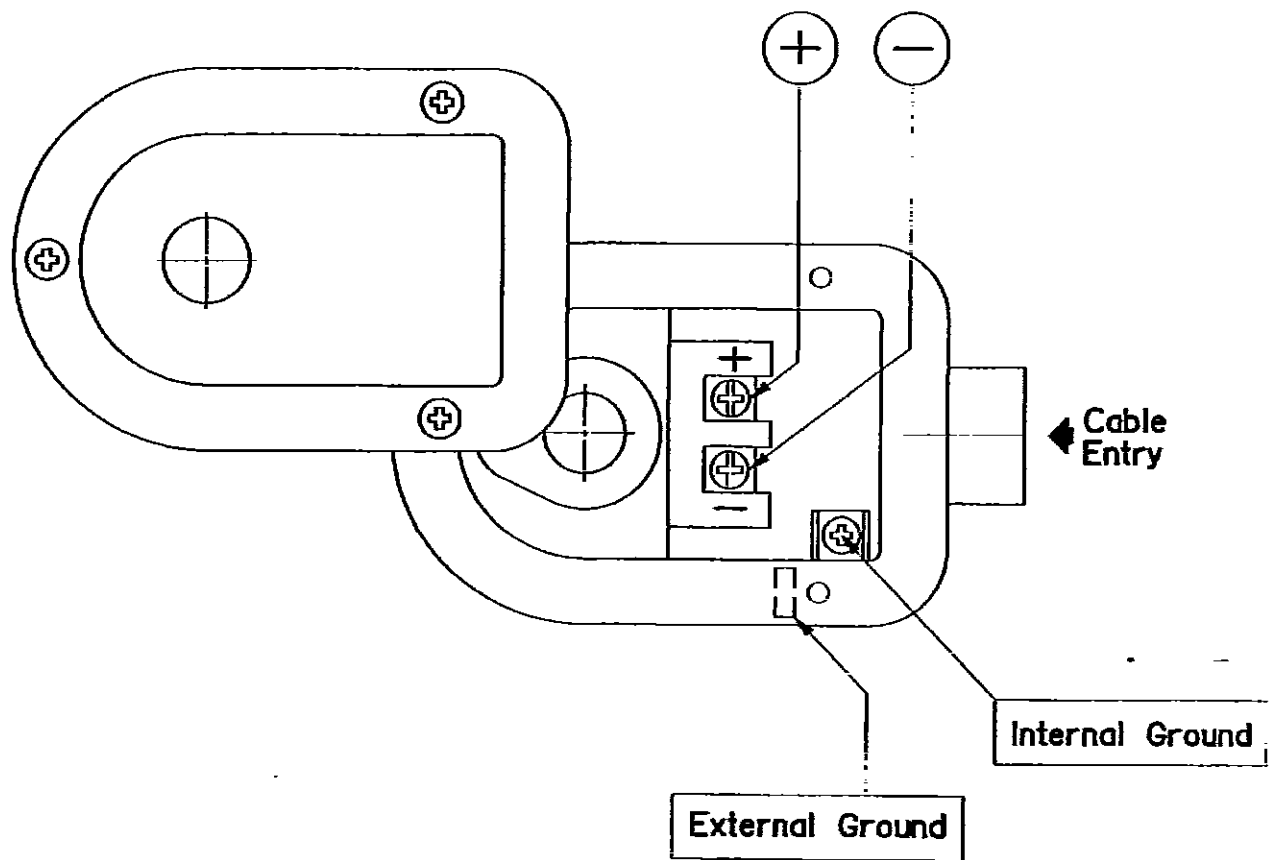 + −
+
−
Cable
Entry
Internal Ground
External Ground